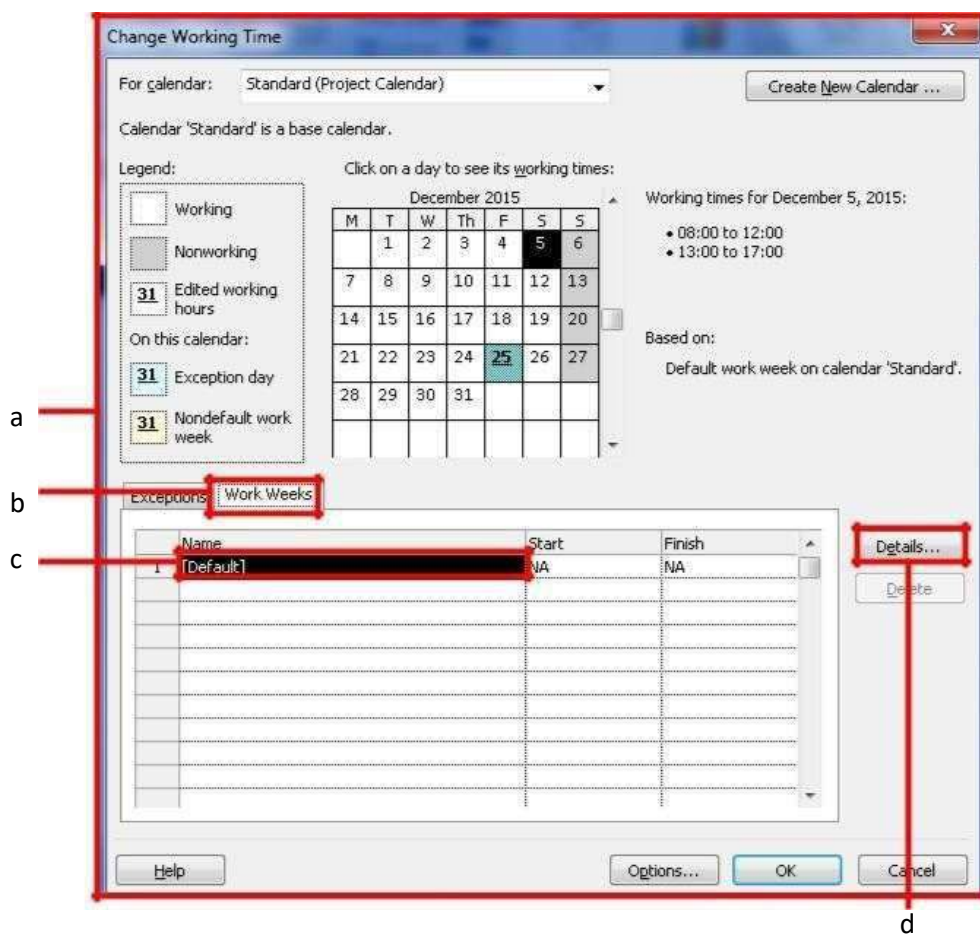 Change Working Time
For calendar: Standard (Project Calendar)
Create New Calendar ...
Calendar 'Standard' is a base calendar.
Legend:
Working
Nonworking
31 Edited working
hours
On this calendar:
31 Exception day
31 Nondefault work
week
Click on a day to see its working times:
December 2015
M T W Th F S S
1 2 3 4 5 6
7 8 9 10 11 12 13
14 15 16 17 18 19 20
21 22 23 24 25 26 27
28 29 30 31
Working times for December 5, 2015:
• 08:00 to 12:00
• 13:00 to 17:00
Based on:
Default work week on calendar 'Standard'.
a
b
Exceptions Work Weeks
c
Name Start Finish
1 [Default] NA NA
Details...
Delete
Help
Options...
OK
Cancel
d